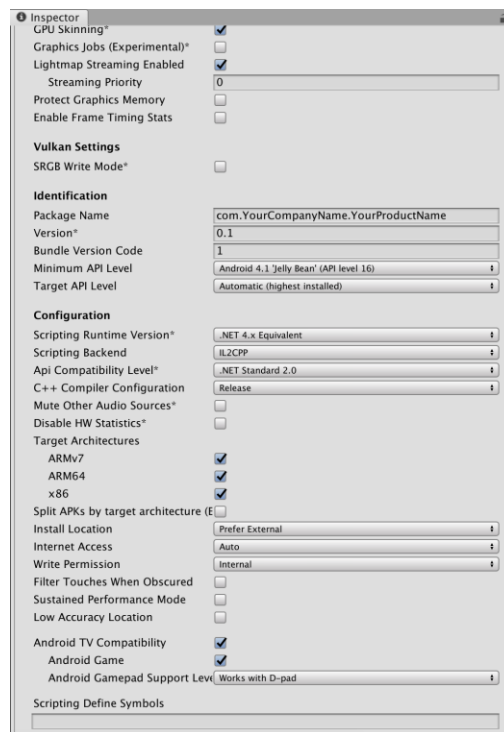 Inspector
GPU Skinning*
Graphics Jobs (Experimental)*
Lightmap Streaming Enabled
Streaming Priority 0
Protect Graphics Memory
Enable Frame Timing Stats
Vulkan Settings
SRGB Write Mode*
Identification
Package Name com.YourCompanyName.YourProductName
Version* 0.1
Bundle Version Code 1
Minimum API Level Android 4.1 'Jelly Bean' (API level 16)
Target API Level Automatic (highest installed)
Configuration
Scripting Runtime Version* .NET 4.x Equivalent
Scripting Backend IL2CPP
Api Compatibility Level* .NET Standard 2.0
C++ Compiler Configuration Release
Mute Other Audio Sources*
Disable HW Statistics*
Target Architectures
ARMv7
ARM64
x86
Split APKs by target architecture (E
Install Location Prefer External
Internet Access Auto
Write Permission Internal
Filter Touches When Obscured
Sustained Performance Mode
Low Accuracy Location
Android TV Compatibility
Android Game
Android Gamepad Support Leve Works with D-pad
Scripting Define Symbols